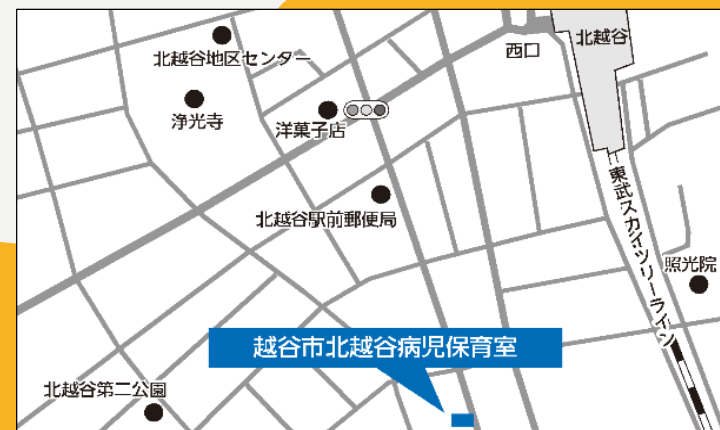 北越谷
西口
北越谷地区センター
浄光寺
洋菓子店
北越谷駅前郵便局
東武スカイツリーライン
照光院
越谷市北越谷病児保育室
北越谷第二公園